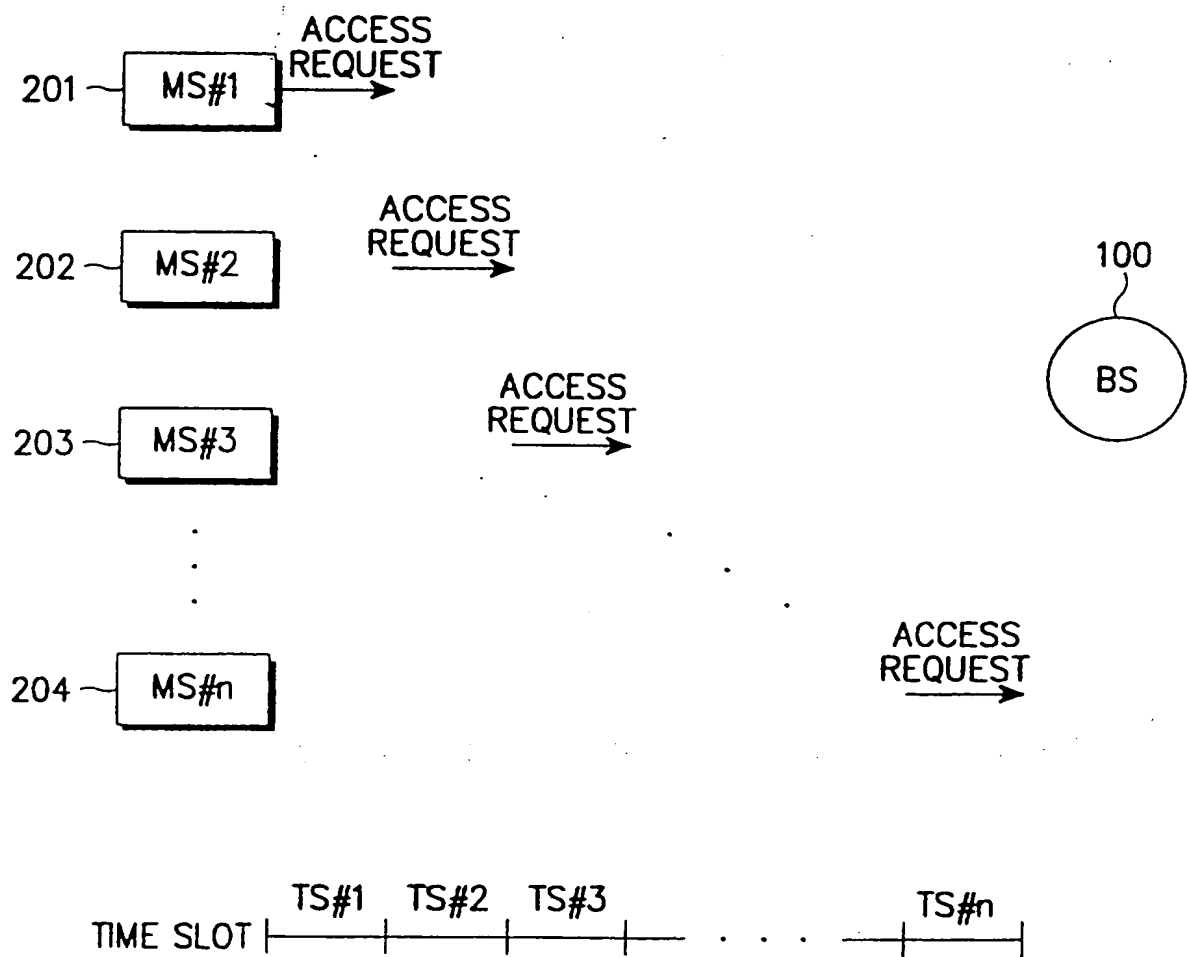 ACCESS
REQUEST
201
MS#1
ACCESS
REQUEST
202
MS#2
100
BS
ACCESS
REQUEST
203
MS#3
ACCESS
REQUEST
204
MS#n
TS#1 TS#2 TS#3 TS#n
TIME SLOT